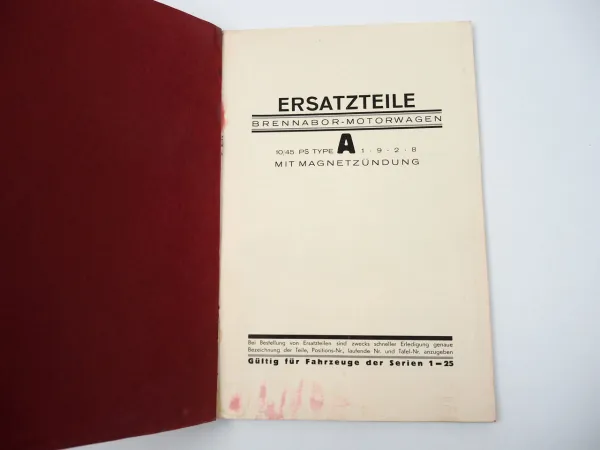 ERSATZTEILE
BRENNABOR-MOTORWAGEN
10/45 PS TYPE A 1 · 9 · 2 · 8
MIT MAGNETZÜNDUNG
Bei Bestellung von Ersatzteilen sind zwecks schneller Erledigung genaue
Bezeichnung der Teile, Positions-Nr., laufende Nr. und Tafel-Nr. anzugeben
Gültig für Fahrzeuge der Serien 1—25